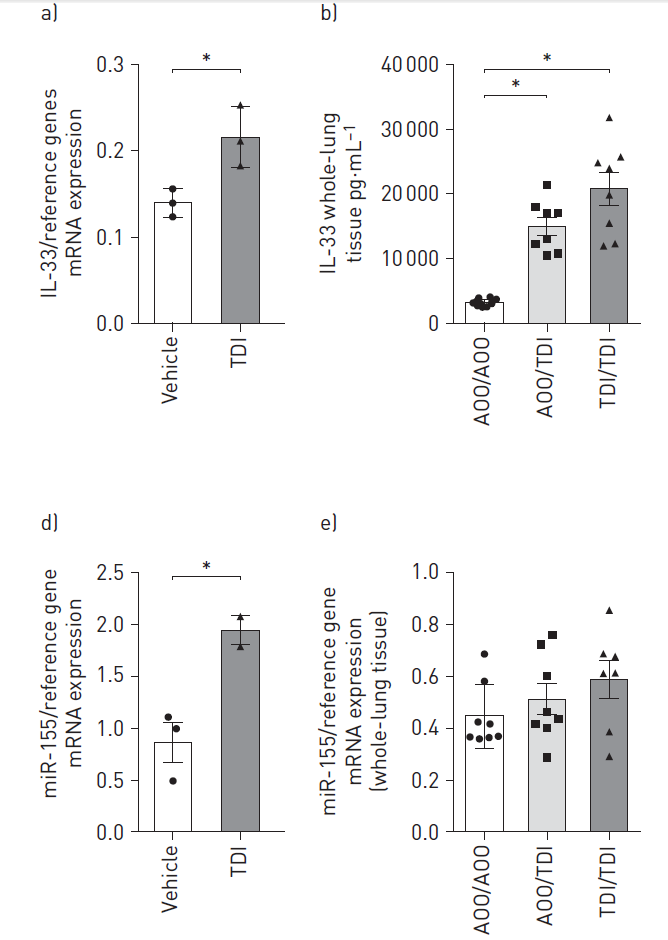 a)
IL-33/reference genes
mRNA expression
0.3
0.2
0.1
0.0
*
Vehicle
TDI
b)
IL-33 whole-lung
tissue pg·mL-1
40 000
30 000
20 000
10 000
0
*
*
AOO/AOO
AOO/TDI
TDI/TDI
d)
miR-155/reference gene
mRNA expression
2.5
2.0
1.5
1.0
0.5
0.0
*
Vehicle
TDI
e)
miR-155/reference gene
mRNA expression
(whole-lung tissue)
1.0
0.8
0.6
0.4
0.2
0.0
AOO/AOO
AOO/TDI
TDI/TDI